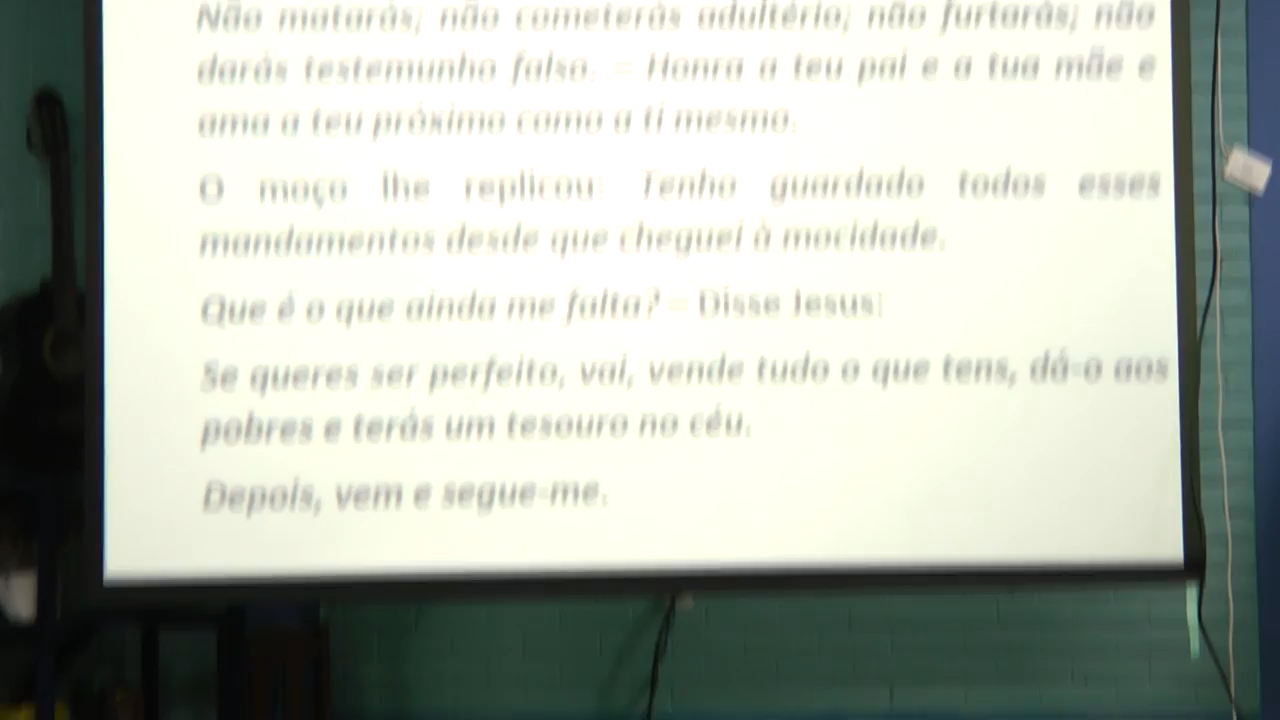 Não matarás; não cometerás adultério; não furtarás; não
darás testemunho falso. – Honra a teu pai e a tua mãe e
ama a teu próximo como a ti mesmo.
O moço lhe replicou: Tenho guardado todos esses
mandamentos desde que cheguei à mocidade.
Que é o que ainda me falta? – Disse Jesus:
Se queres ser perfeito, vai, vende tudo o que tens, dá-o aos
pobres e terás um tesouro no céu.
Depois, vem e segue-me.